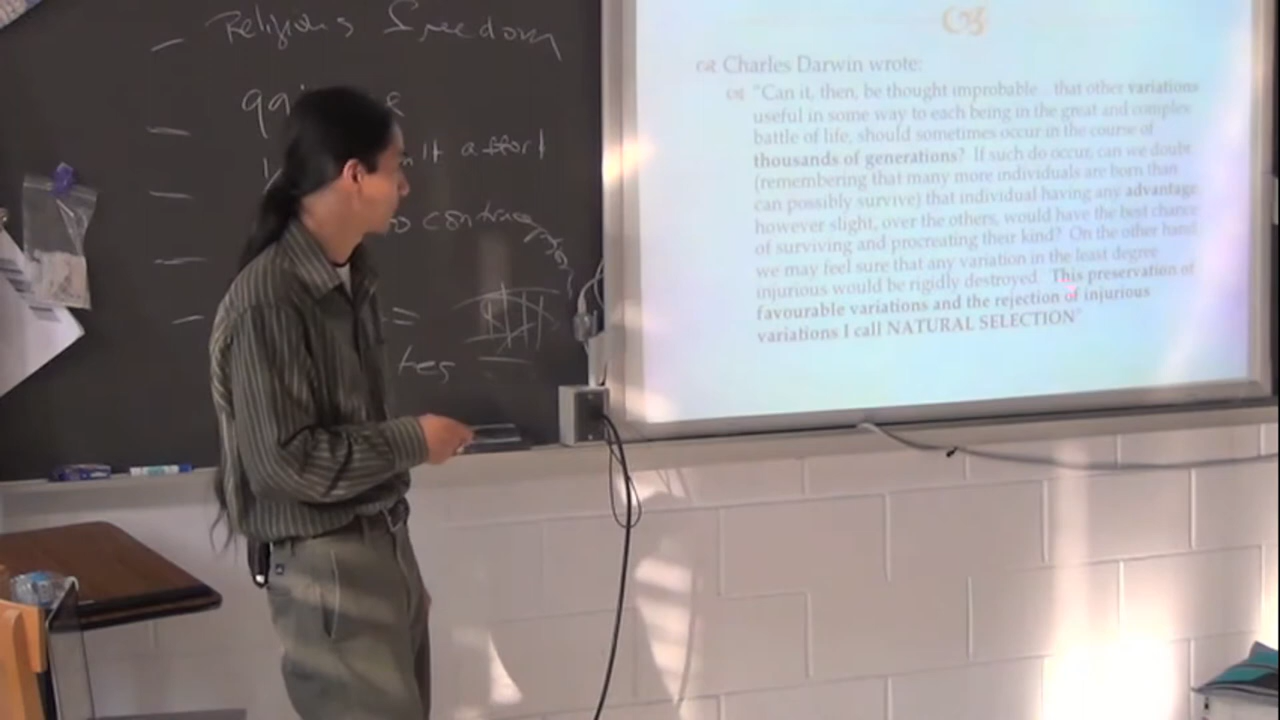 Religious freedom
afford
no contraception
=
Charles Darwin wrote:
"Can it, then, be thought improbable... that other variations
useful in some way to each being in the great and complex
battle of life, should sometimes occur in the course of
thousands of generations? If such do occur, can we doubt
(remembering that many more individuals are born than
can possibly survive) that individual having any advantage
however slight, over the others, would have the best chance
of surviving and procreating their kind? On the other hand
we may feel sure that any variation in the least degree
injurious would be rigidly destroyed. This preservation of
favourable variations and the rejection of injurious
variations I call NATURAL SELECTION"